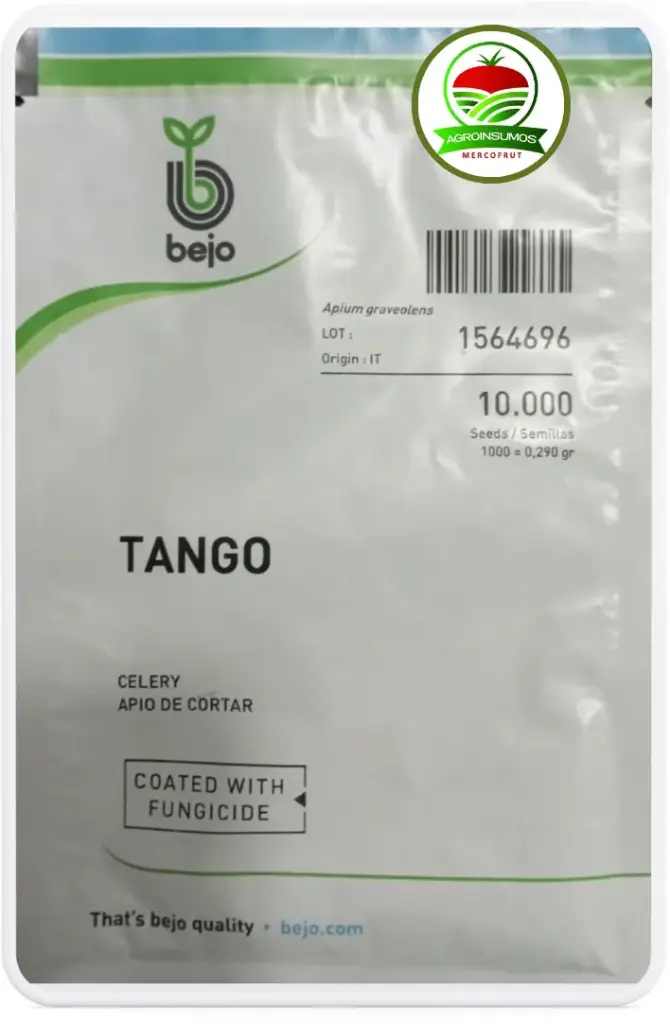 AGROINSUMOS
MERCOFRUT
bejo
Apium graveolens
LOT :
1564696
Origin : IT
10.000
Seeds / Semillas
1000 = 0,290 gr
TANGO
CELERY
APIO DE CORTAR
COATED WITH
FUNGICIDE
That's bejo quality • bejo.com